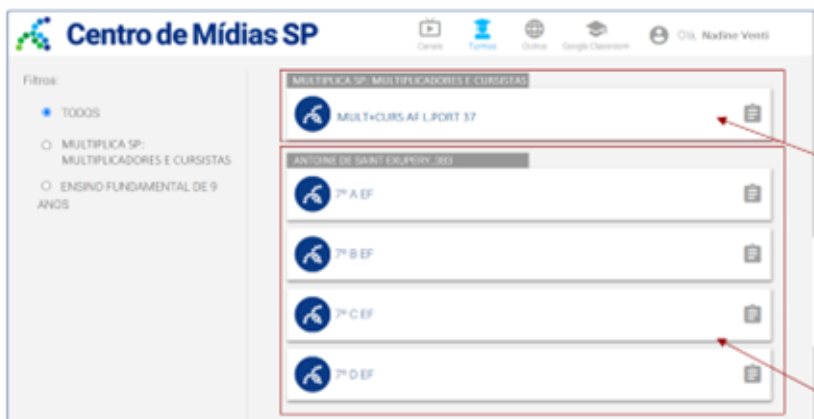 Centro de Mídias SP
Canais
Turmas
Outros
Google Classroom
Olá, Nadine Venti
Filtros:
TODOS
MULTIPLICA SP:
MULTIPLICADORES E CURSISTAS
ENSINO FUNDAMENTAL DE 9
ANOS
MULTIPLICA SP: MULTIPLICADORES E CURSISTAS
MULT+CURS AF L.PORT 37
ANTOINE DE SAINT EXUPERY_383
7º A EF
7º B EF
7º C EF
7º D EF